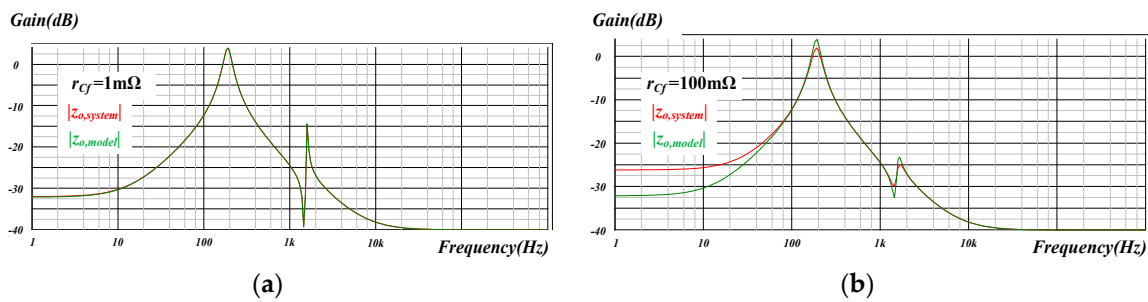 Gain(dB)
0
-10
-20
-30
-40
r_Cf=1mΩ
|z_o,system|
|z_o,model|
1 10 100 1k 10k
Frequency(Hz)
(a)
Gain(dB)
0
-10
-20
-30
-40
r_Cf=100mΩ
|z_o,system|
|z_o,model|
1 10 100 1k 10k
Frequency(Hz)
(b)